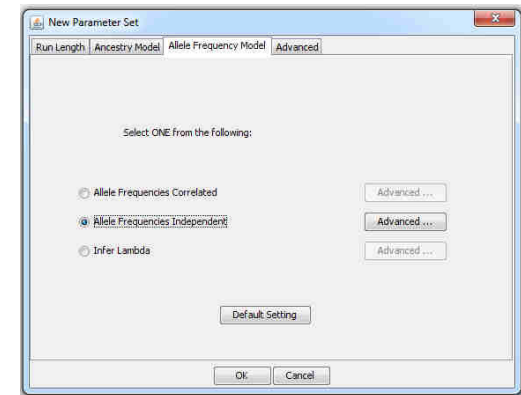 New Parameter Set
Run Length Ancestry Model Allele Frequency Model Advanced
Select ONE from the following:
Allele Frequencies Correlated Advanced ...
Allele Frequencies Independent Advanced ...
Infer Lambda Advanced ...
Default Setting
OK Cancel